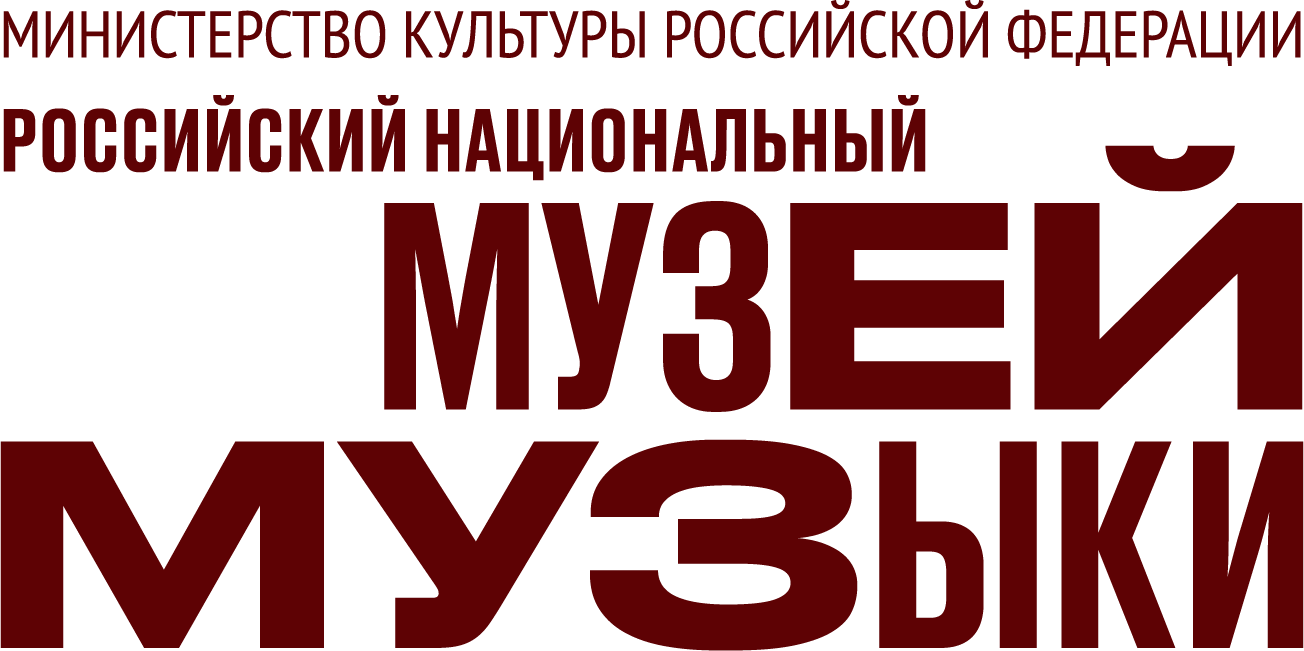 МИНИСТЕРСТВО КУЛЬТУРЫ РОССИЙСКОЙ ФЕДЕРАЦИИ
РОССИЙСКИЙ НАЦИОНАЛЬНЫЙ
МУЗЕЙ
МУЗЫКИ